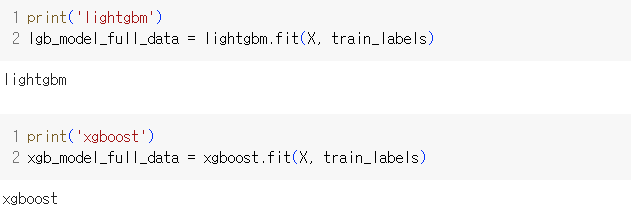 1 print('lightgbm')
2 lgb_model_full_data = lightgbm.fit(X, train_labels)
lightgbm
1 print('xgboost')
2 xgb_model_full_data = xgboost.fit(X, train_labels)
xgboost